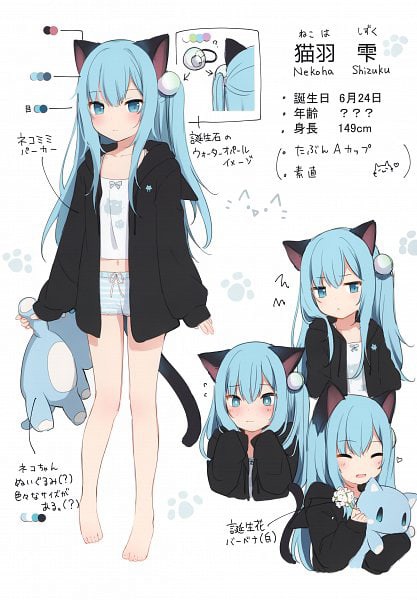 ねこは しずく
猫羽 雫
Nekoha Shizuku
・誕生日 6月24日
・年齢 ？？？
・身長 149cm
(・たぶん Aカップ
・素直
?
目
ネコミミ
パーカー
誕生石の
ウォーターオパール
イメージ
ネコちゃん
ぬいぐるみ(?)
色々なサイズが
ある。(?)
誕生花
バーバナ(白)